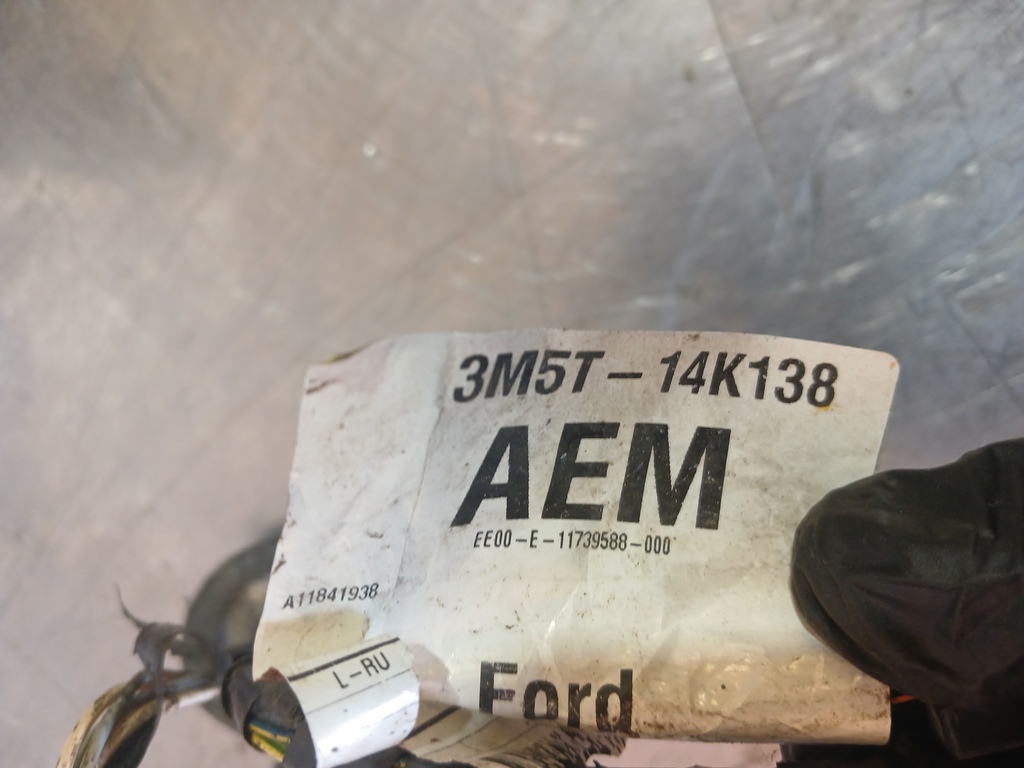 3M5T-14K138
AEM
EE00-E-11739588-000
A11841938
L-RU
Ford